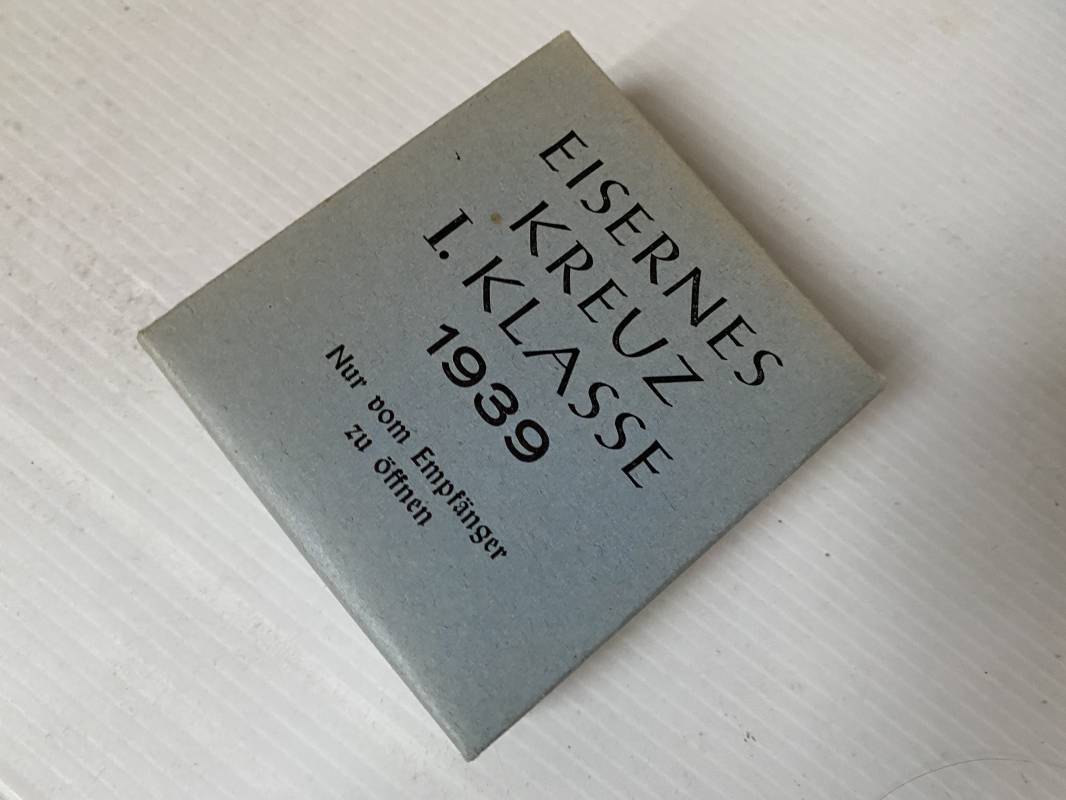 EISERNES
KREUZ
I. KLASSE
1939
Nur vom Empfänger
zu öffnen